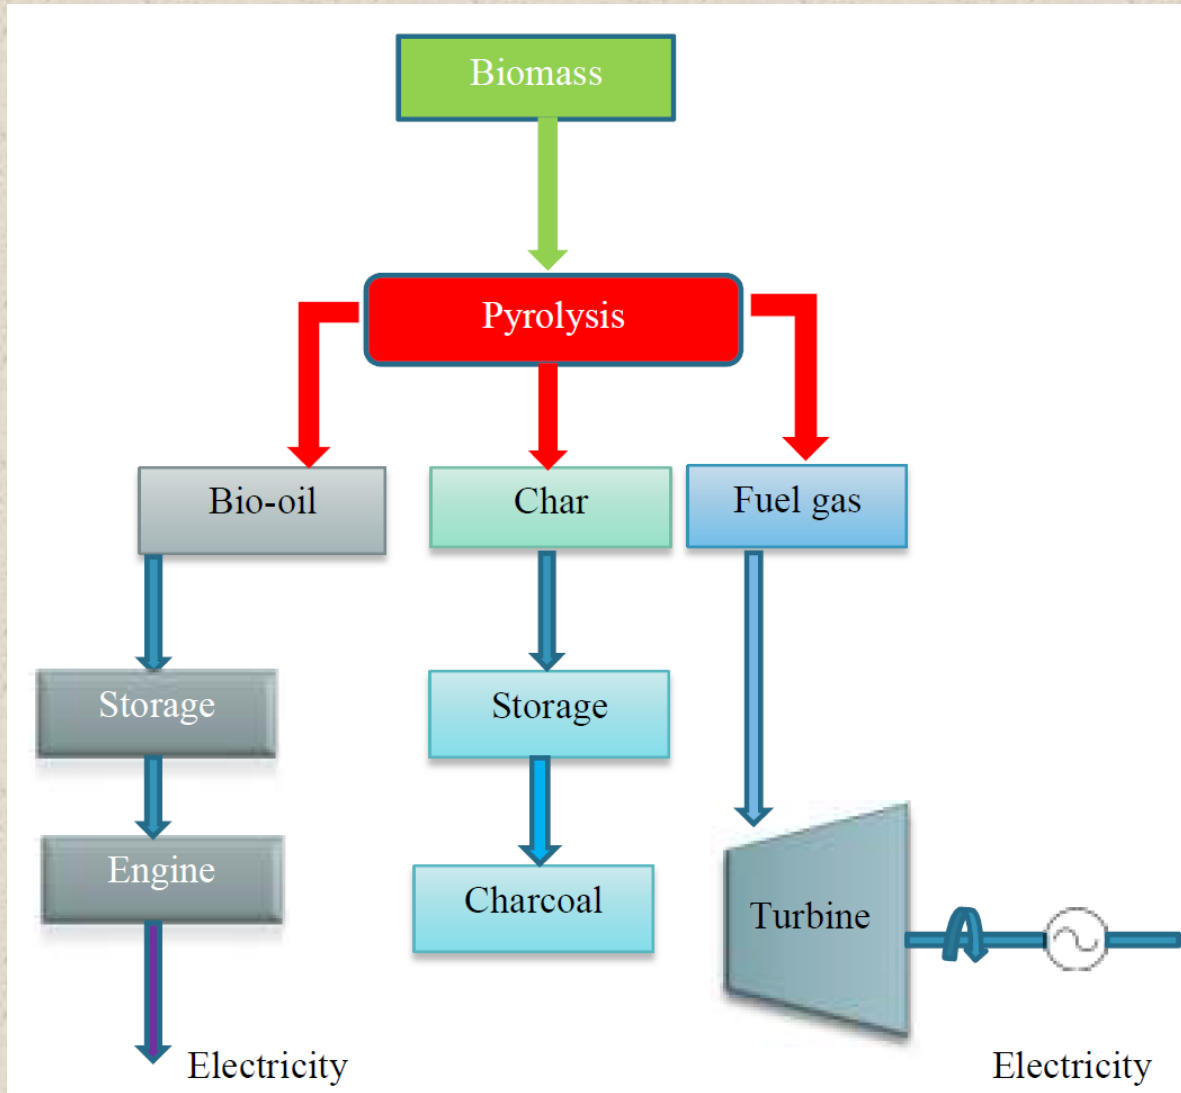 Biomass
Pyrolysis
Bio-oil
Char
Fuel gas
Storage
Storage
Engine
Charcoal
Turbine
Electricity
Electricity